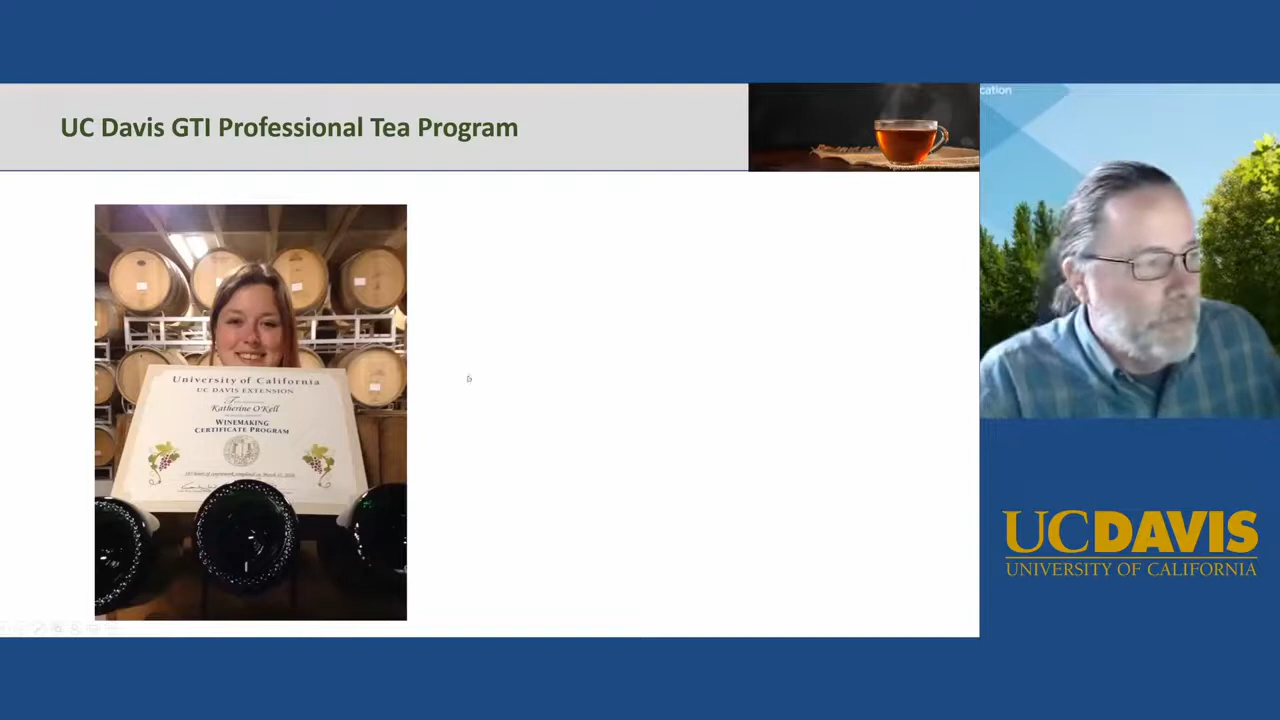 UC Davis GTI Professional Tea Program
cation
University of California
UC DAVIS EXTENSION
Katherine O'Kell
WINEMAKING
CERTIFICATE PROGRAM
UCDAVIS
UNIVERSITY OF CALIFORNIA